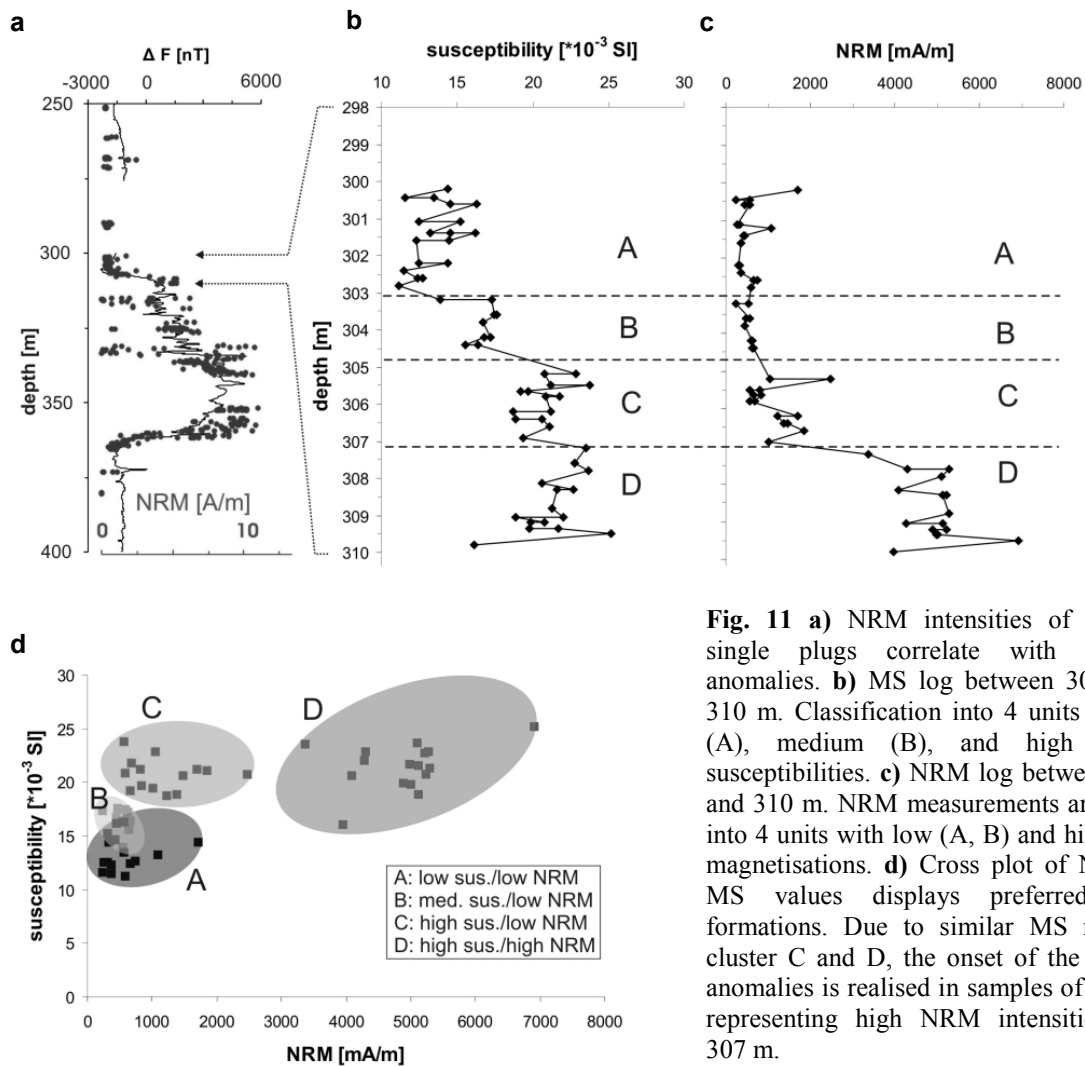 a
Δ F [nT]
-3000 0 6000
250
300
350
400
depth [m]
NRM [A/m]
0 10
b
susceptibility [*10⁻³ SI]
10 15 20 25 30
298
299
300
301
302
303
304
305
306
307
308
309
310
depth [m]
A
B
C
D
c
NRM [mA/m]
0 2000 4000 6000 8000
A
B
C
D
d
30
25
20
15
10
5
0
susceptibility [*10⁻³ SI]
C
D
B
A
A: low sus./low NRM
B: med. sus./low NRM
C: high sus./low NRM
D: high sus./high NRM
0 1000 2000 3000 4000 5000 6000 7000 8000
NRM [mA/m]
Fig. 11 a) NRM intensities of
single plugs correlate with
anomalies. b) MS log between
310 m. Classification into 4 units
(A), medium (B), and high
susceptibilities. c) NRM log
and 310 m. NRM measurements
into 4 units with low (A, B) and
magnetisations. d) Cross plot of
MS values displays preferred
formations. Due to similar MS
cluster C and D, the onset of the
anomalies is realised in samples of
representing high NRM
307 m.